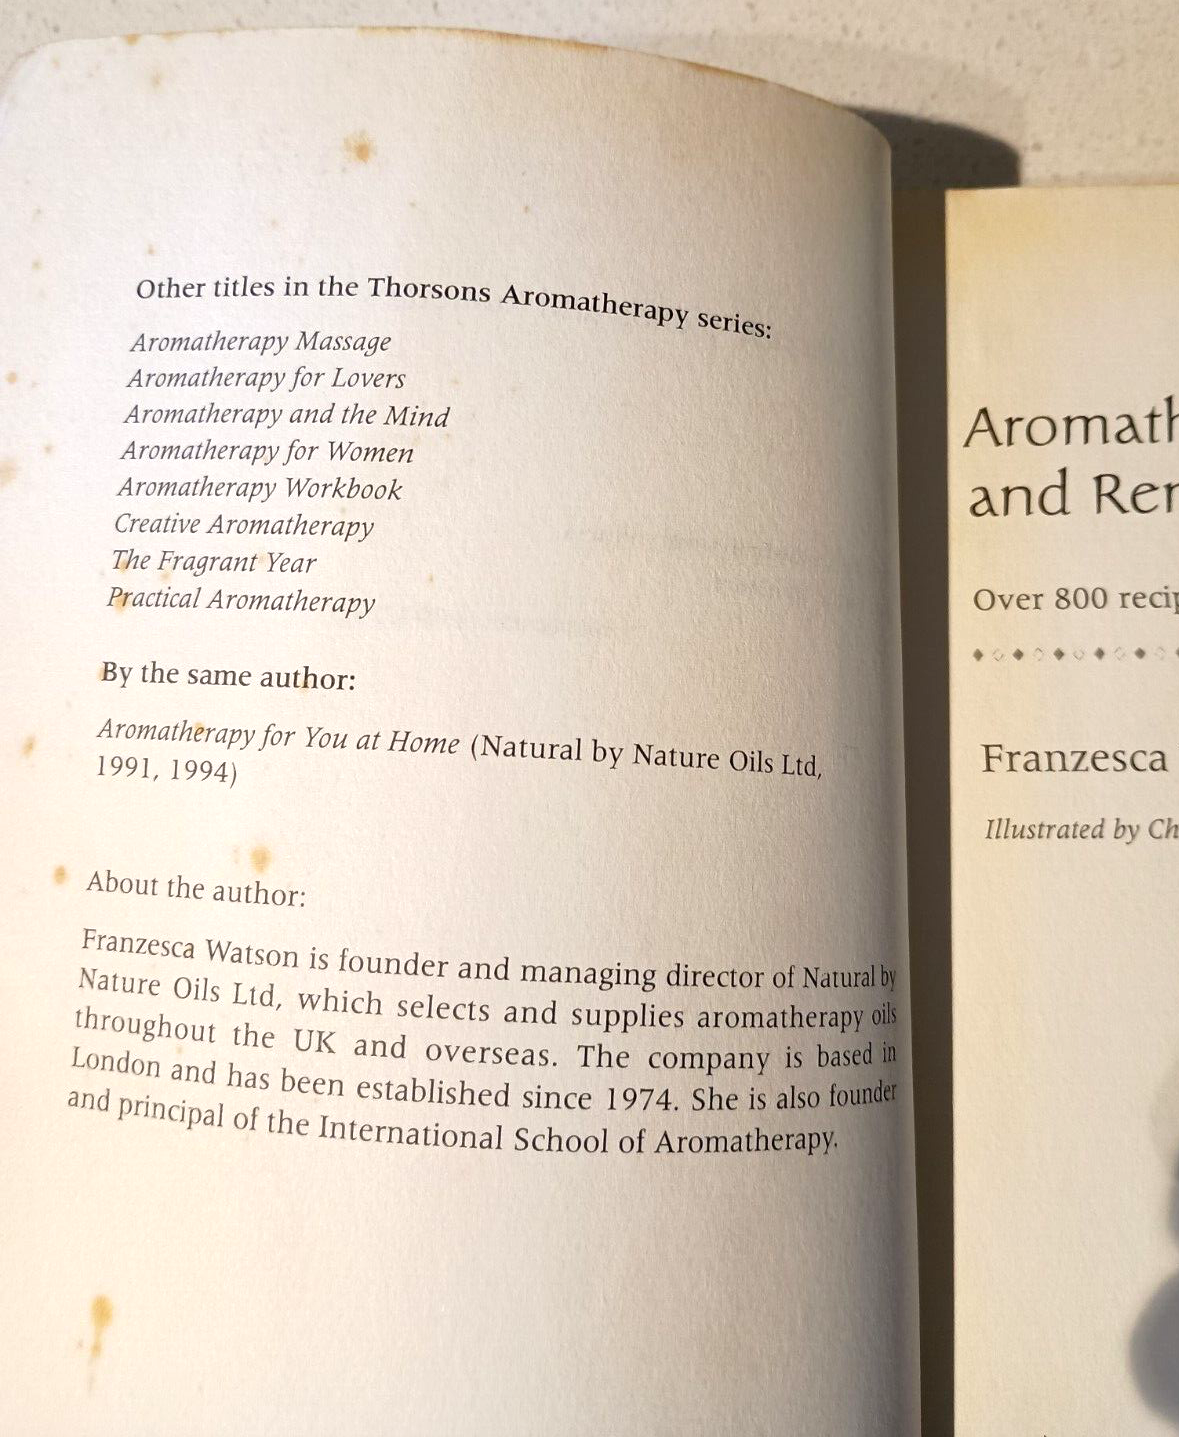 Other titles in the Thorsons Aromatherapy series:
Aromatherapy Massage
Aromatherapy for Lovers
Aromatherapy and the Mind
Aromatherapy for Women
Aromatherapy Workbook
Creative Aromatherapy
The Fragrant Year
Practical Aromatherapy
By the same author:
Aromatherapy for You at Home (Natural by Nature Oils Ltd,
1991, 1994)
About the author:
Franzesca Watson is founder and managing director of Natural by
Nature Oils Ltd, which selects and supplies aromatherapy oils
throughout the UK and overseas. The company is based in
London and has been established since 1974. She is also founder
and principal of the International School of Aromatherapy.
Aromath
and Rem
Over 800 recip
Franzesca
Illustrated by Ch